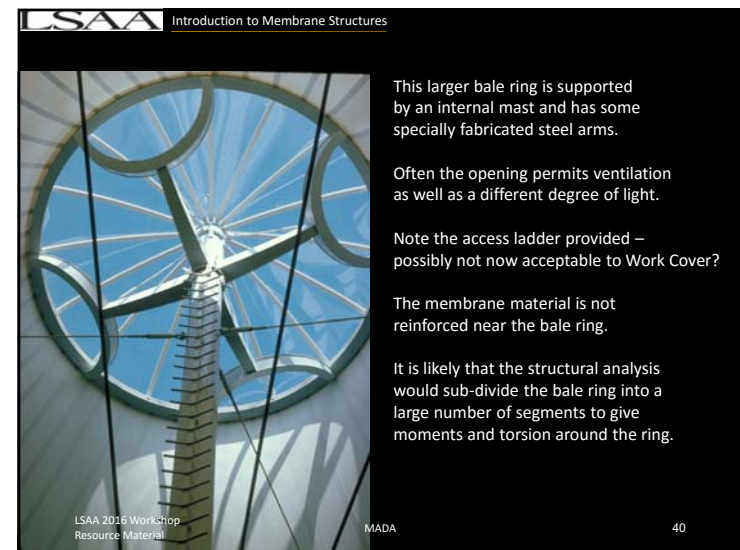 LSAA
Introduction to Membrane Structures
This larger bale ring is supported
by an internal mast and has some
specially fabricated steel arms.
Often the opening permits ventilation
as well as a different degree of light.
Note the access ladder provided –
possibly not now acceptable to Work Cover?
The membrane material is not
reinforced near the bale ring.
It is likely that the structural analysis
would sub-divide the bale ring into a
large number of segments to give
moments and torsion around the ring.
LSAA 2016 Workshop
Resource Material
MADA
40